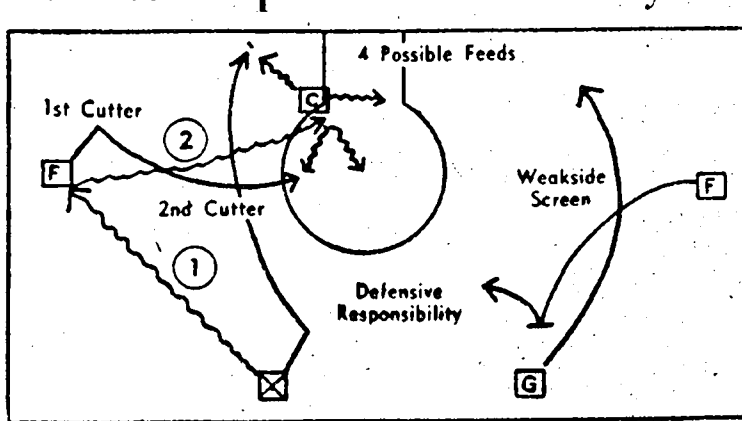 4 Possible Feeds
C
1st Cutter
2
F
Weakside
Screen
F
2nd Cutter
1
Defensive
Responsibility
G